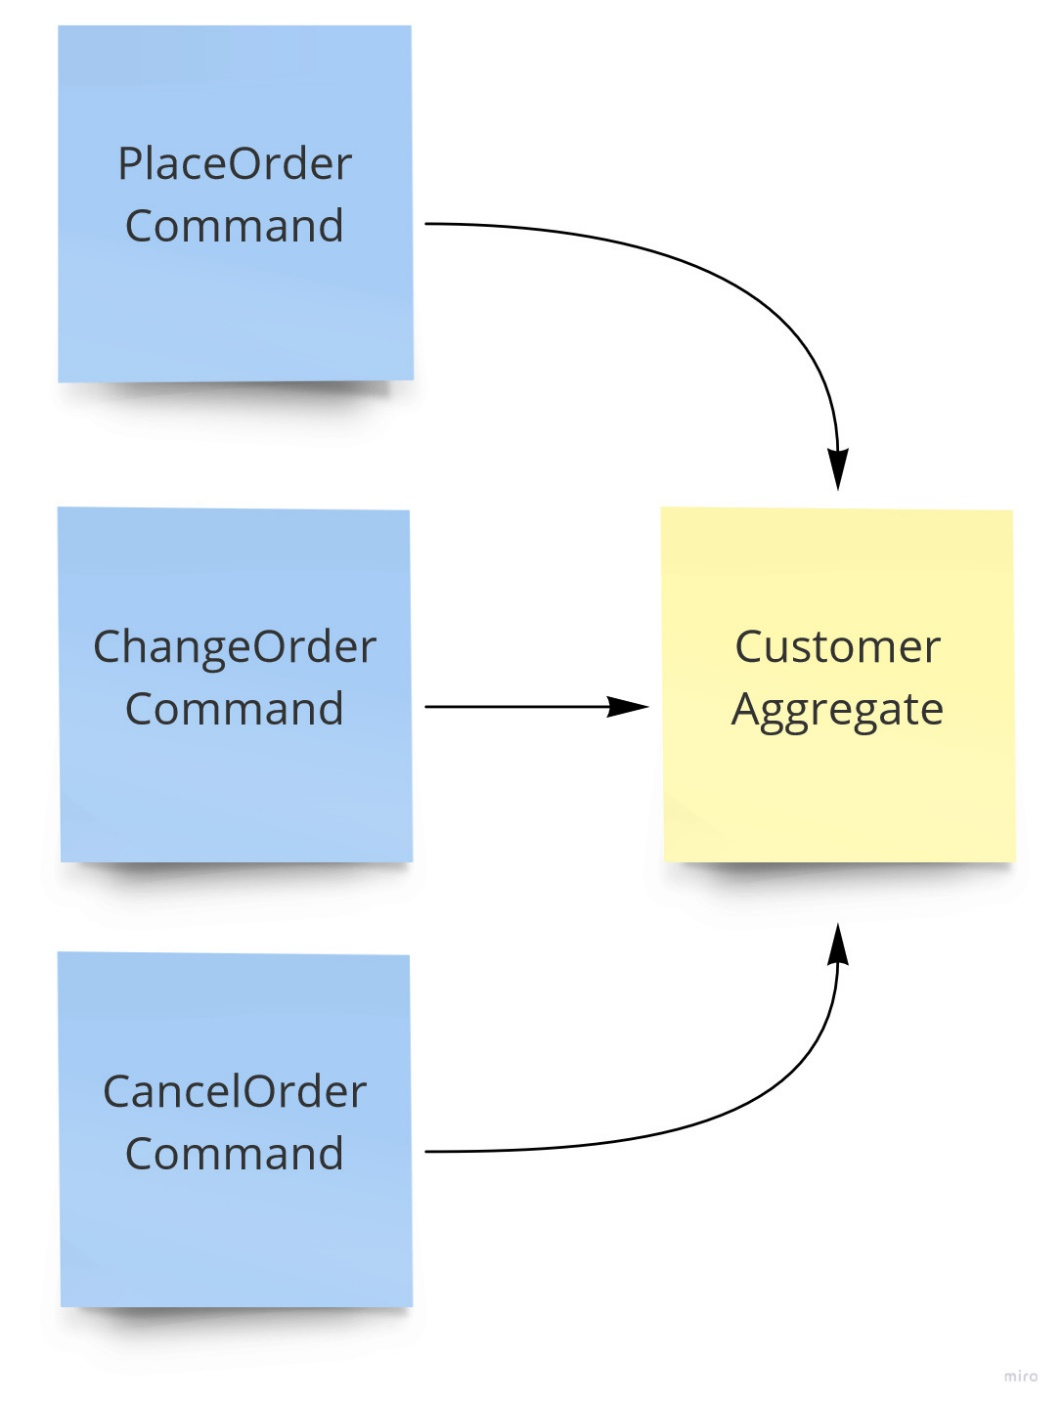 PlaceOrder
Command
ChangeOrder
Command
Customer
Aggregate
CancelOrder
Command
miro